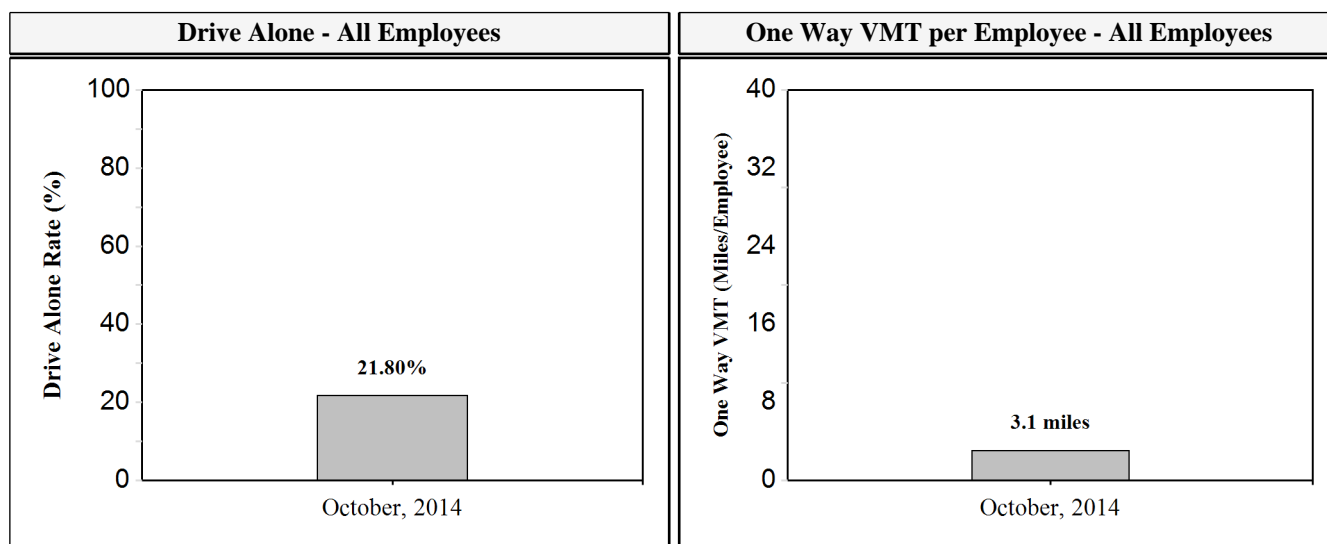 Drive Alone - All Employees
Drive Alone Rate (%)
100
80
60
40
20
0
21.80%
October, 2014
One Way VMT per Employee - All Employees
One Way VMT (Miles/Employee)
40
32
24
16
8
0
3.1 miles
October, 2014